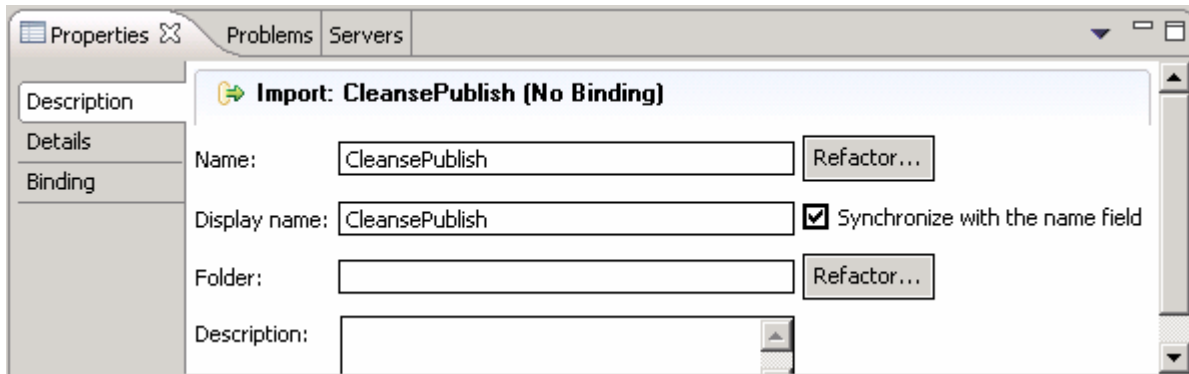 Properties Problems Servers
Description
Details
Binding
Import: CleansePublish (No Binding)
Name: CleansePublish Refactor...
Display name: CleansePublish Synchronize with the name field
Folder: Refactor...
Description: